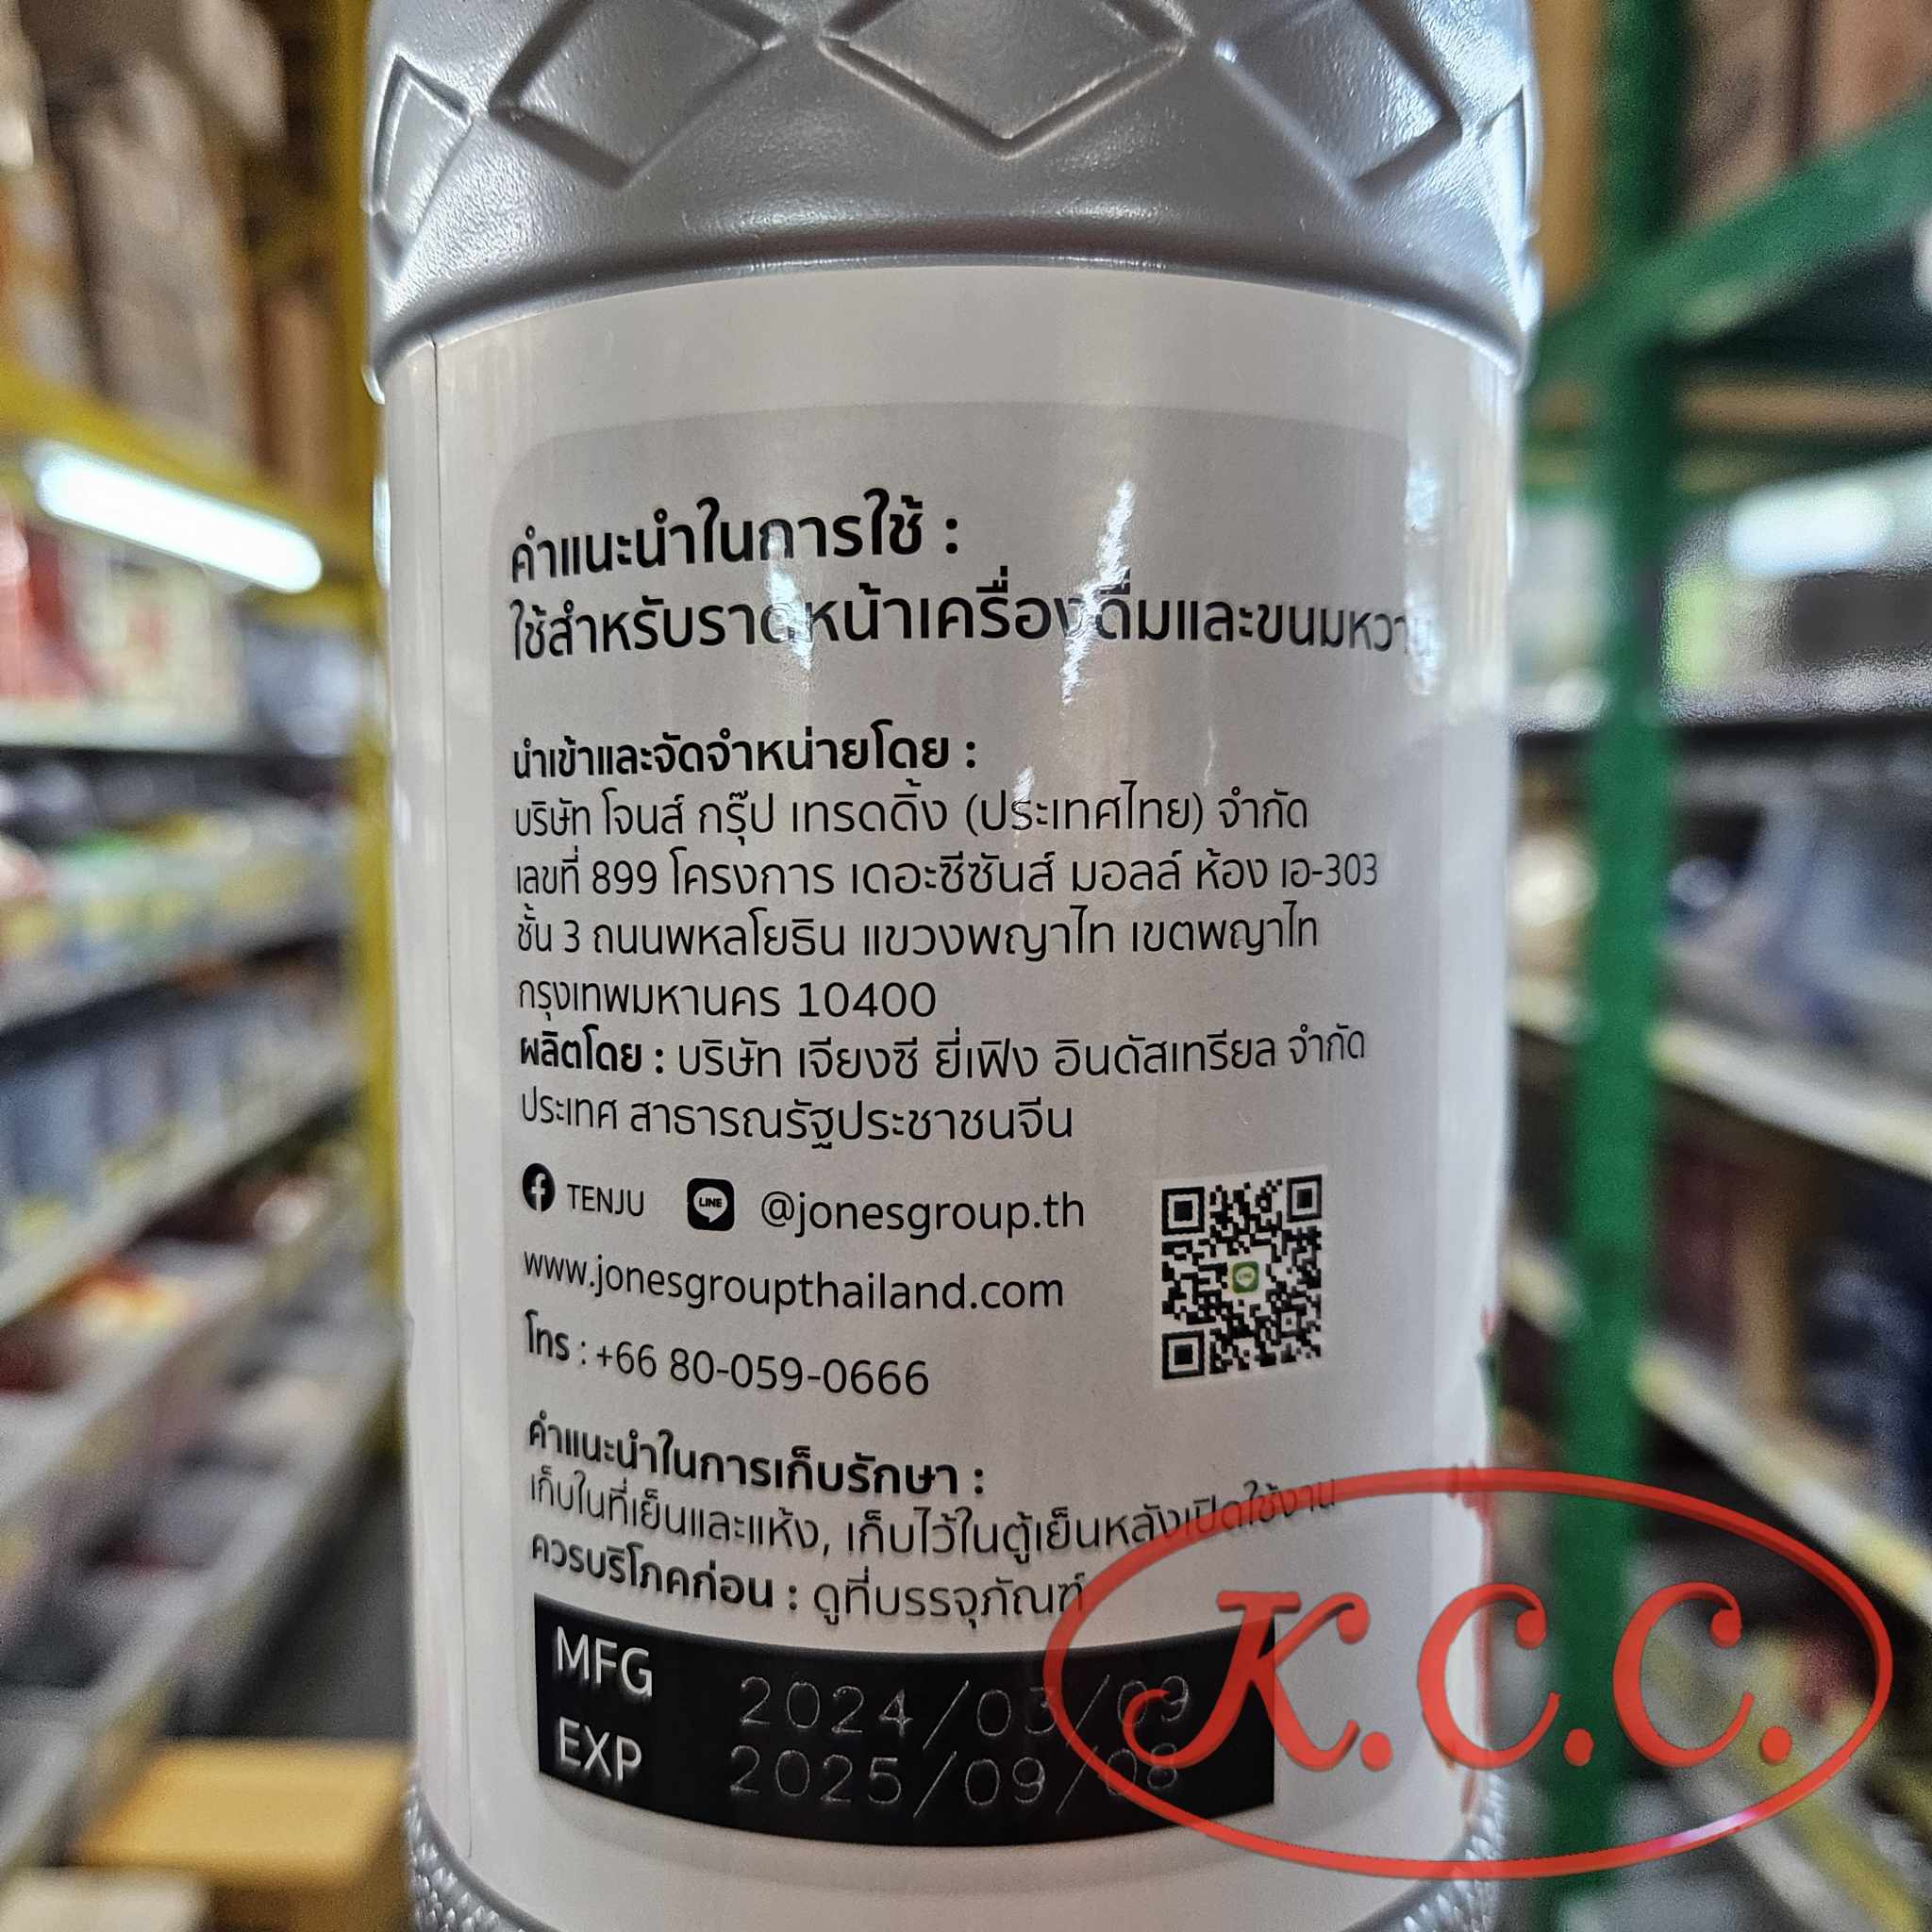 คำแนะนำในการใช้ :
ใช้สำหรับราดหน้าเครื่องดื่มและขนมหวาน
นำเข้าและจัดจำหน่ายโดย :
บริษัท โจนส์ กรุ๊ป เทรดดิ้ง (ประเทศไทย) จำกัด
เลขที่ 899 โครงการ เดอะซีซันส์ มอลล์ ห้อง เอ-303
ชั้น 3 ถนนพหลโยธิน แขวงพญาไท เขตพญาไท
กรุงเทพมหานคร 10400
ผลิตโดย : บริษัท เจียงซี ยี่เฟิง อินดัสเทรียล จำกัด
ประเทศ สาธารณรัฐประชาชนจีน
TENJU LINE @jonesgroup.th
www.jonesgroupthailand.com
โทร : +66 80-059-0666
คำแนะนำในการเก็บรักษา :
เก็บในที่เย็นและแห้ง, เก็บไว้ในตู้เย็นหลังเปิดใช้งาน
ควรบริโภคก่อน : ดูที่บรรจุภัณฑ์
MFG 2024/03/09
EXP 2025/09/08
K.C.C.